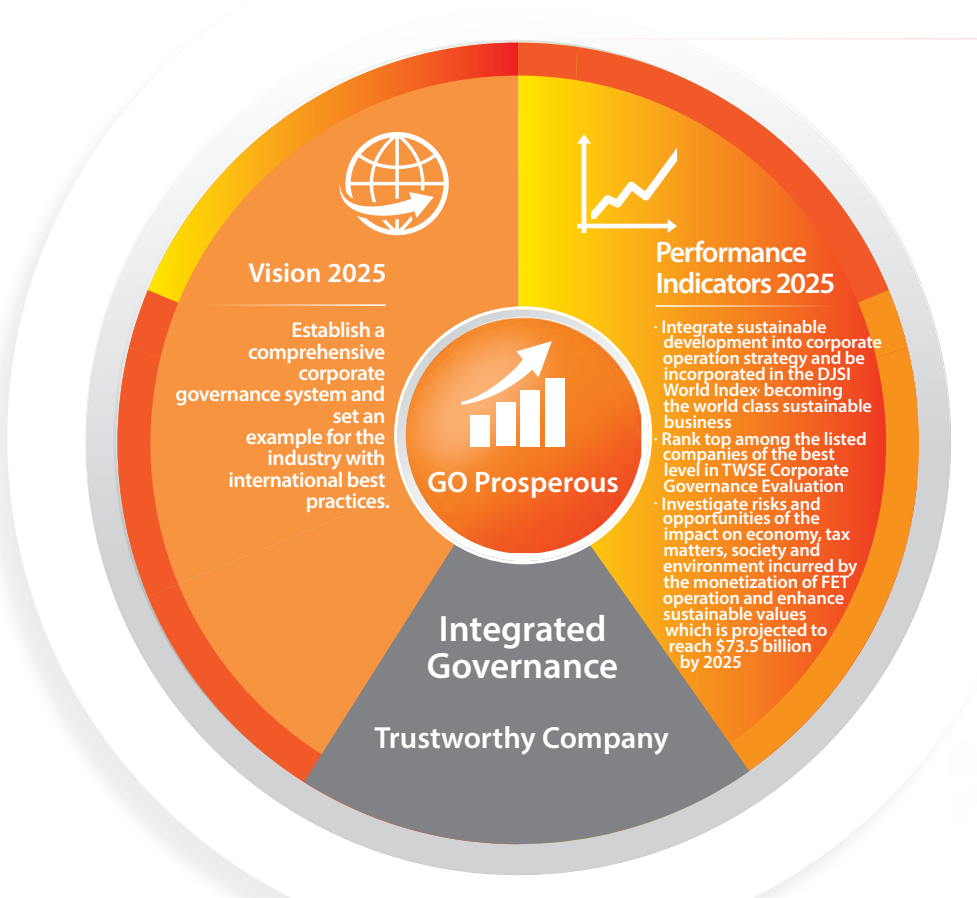 Vision 2025
Establish a
comprehensive
corporate
governance system and
set an
example for the
industry with
international best
practices.
Performance
Indicators 2025
· Integrate sustainable
development into corporate
operation strategy and be
incorporated in the DJSI
World Index, becoming
the world class sustainable
business
· Rank top among the listed
companies of the best
level in TWSE Corporate
Governance Evaluation
· Investigate risks and
opportunities of the
impact on economy, tax
matters, society and
environment incurred by
the monetization of FET
operation and enhance
sustainable values
which is projected to
reach $73.5 billion
by 2025
GO Prosperous
Integrated
Governance
Trustworthy Company